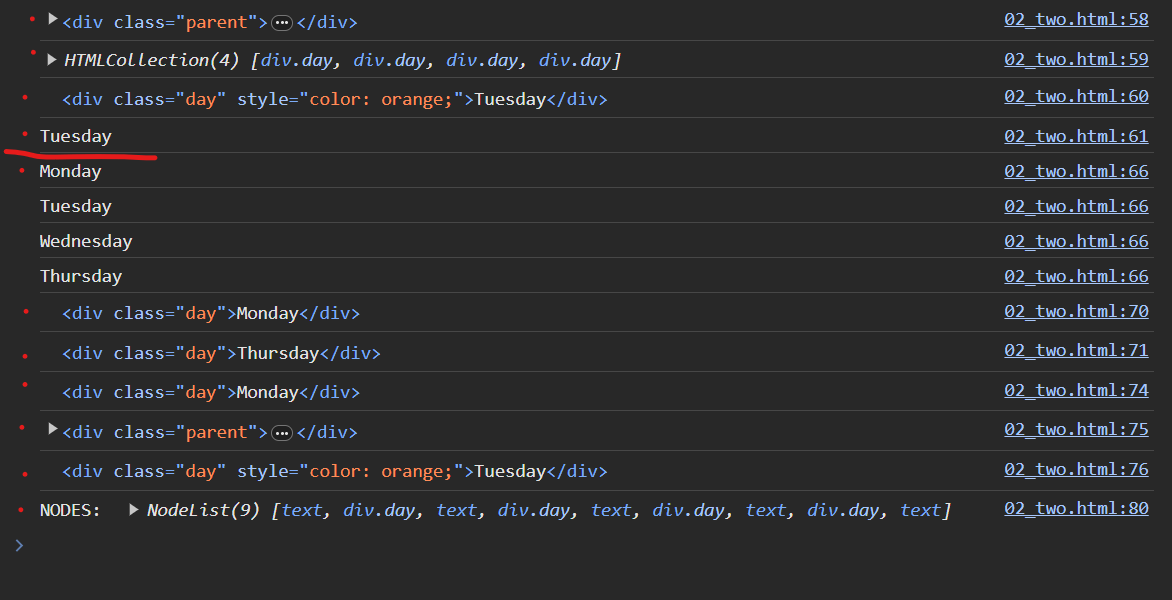 ▶<div class="parent">⋯</div> 02_two.html:58
▶HTMLCollection(4) [div.day, div.day, div.day, div.day] 02_two.html:59
<div class="day" style="color: orange;">Tuesday</div> 02_two.html:60
Tuesday 02_two.html:61
Monday 02_two.html:66
Tuesday 02_two.html:66
Wednesday 02_two.html:66
Thursday 02_two.html:66
<div class="day">Monday</div> 02_two.html:70
<div class="day">Thursday</div> 02_two.html:71
<div class="day">Monday</div> 02_two.html:74
▶<div class="parent">⋯</div> 02_two.html:75
<div class="day" style="color: orange;">Tuesday</div> 02_two.html:76
NODES: ▶NodeList(9) [text, div.day, text, div.day, text, div.day, text, div.day, text] 02_two.html:80
>